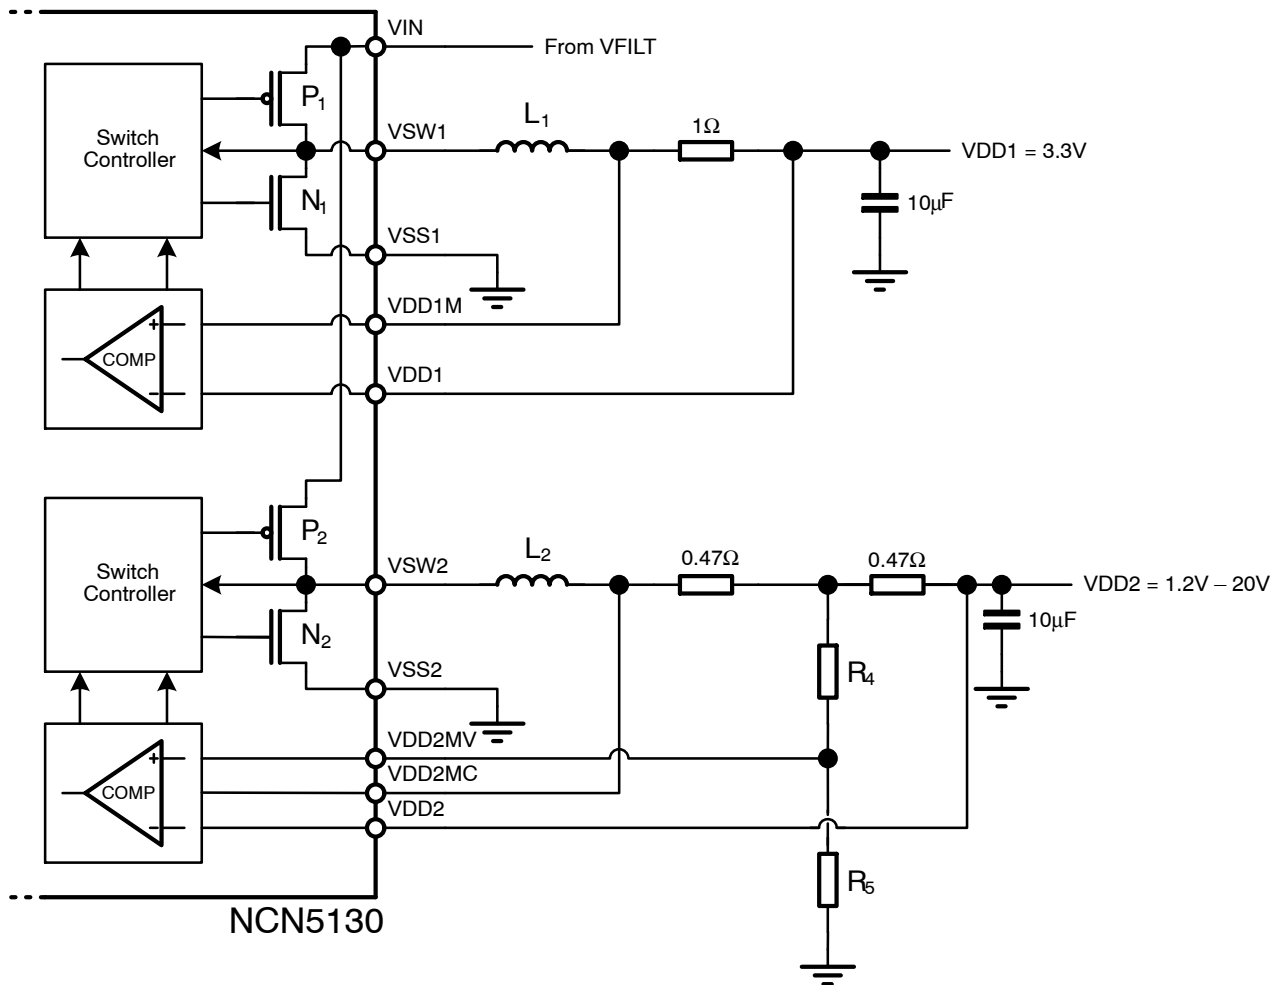 VIN
From VFILT
P1
L1
1Ω
VSW1
Switch
Controller
VDD1 = 3.3V
N1
10μF
VSS1
VDD1M
+
COMP
−
VDD1
P2
L2
0.47Ω
0.47Ω
VSW2
Switch
Controller
VDD2 = 1.2V – 20V
N2
10μF
VSS2
R4
VDD2MV
+
VDD2MC
COMP
VDD2
−
R5
NCN5130